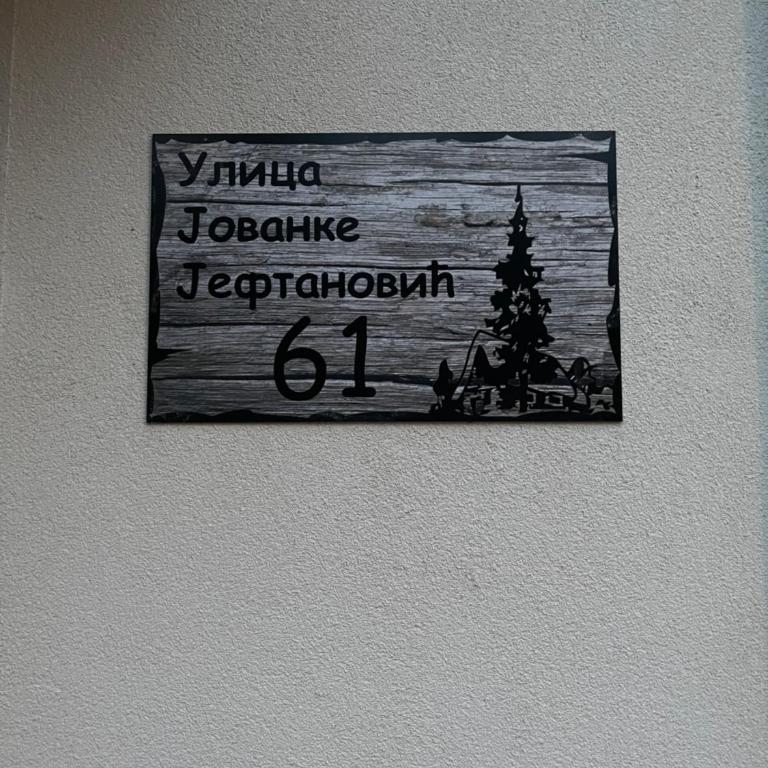 Улица
Јованке
Јефтановић
61